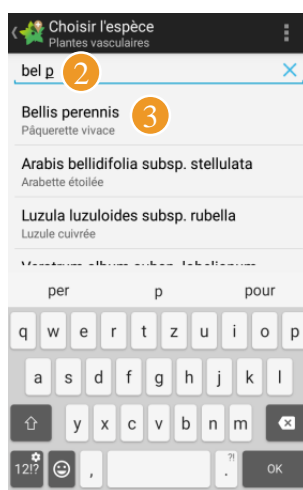 Choisir l'espèce
Plantes vasculaires
bel p
2
Bellis perennis
3
Pâquerette vivace
Arabis bellidifolia subsp. stellulata
Arabette étoilée
Luzula luzuloides subsp. rubella
Luzule cuivrée
per p pour
q w e r t z u i o p
a s d f g h j k l
y x c v b n m
12!? , . ?! OK